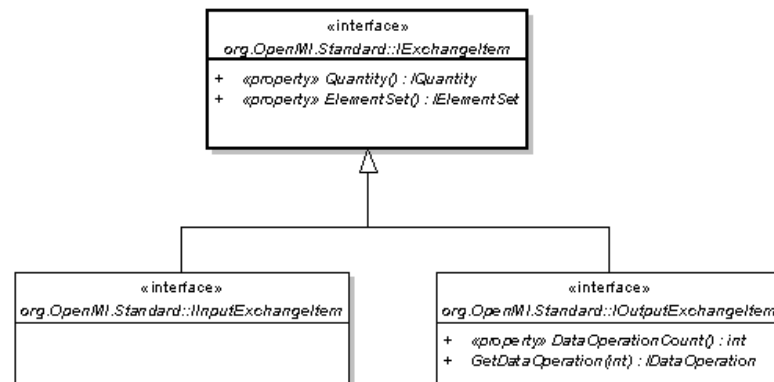 «interface»
org.OpenMI.Standard::IExchangeItem
+ «property» Quantity() : IQuantity
+ «property» ElementSet() : IElementSet
«interface»
org.OpenMI.Standard::IInputExchangeItem
«interface»
org.OpenMI.Standard::IOutputExchangeItem
+ «property» DataOperationCount() : int
+ GetDataOperation(int) : IDataOperation